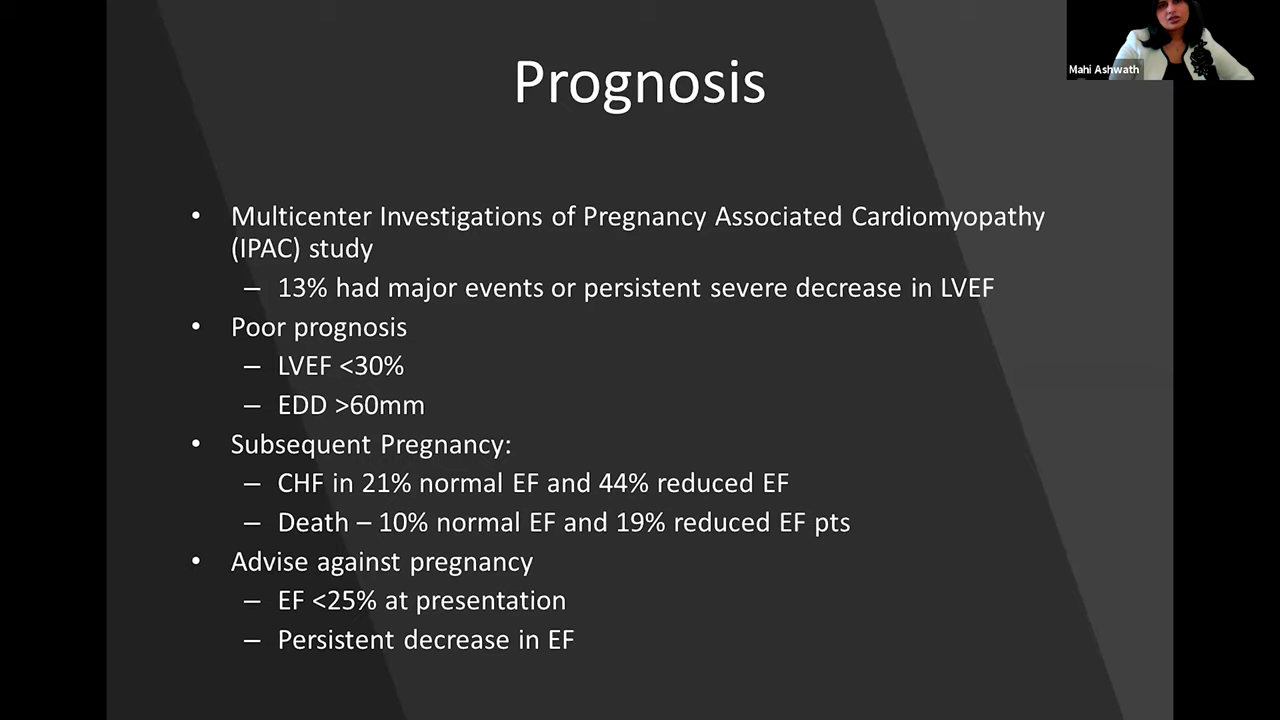 Mahi Ashwath
Prognosis
• Multicenter Investigations of Pregnancy Associated Cardiomyopathy
(IPAC) study
– 13% had major events or persistent severe decrease in LVEF
• Poor prognosis
– LVEF <30%
– EDD >60mm
• Subsequent Pregnancy:
– CHF in 21% normal EF and 44% reduced EF
– Death – 10% normal EF and 19% reduced EF pts
• Advise against pregnancy
– EF <25% at presentation
– Persistent decrease in EF